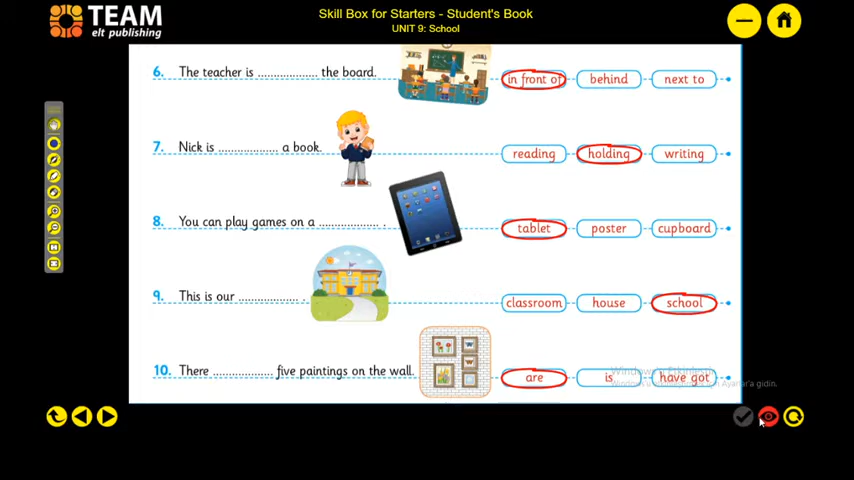 TEAM
elt publishing
Skill Box for Starters - Student's Book
UNIT 9: School
6. The teacher is ................... the board.
in front of behind next to
7. Nick is ................... a book.
reading holding writing
8. You can play games on a ................... .
tablet poster cupboard
9. This is our ................... .
classroom house school
10. There ................... five paintings on the wall.
are is have got